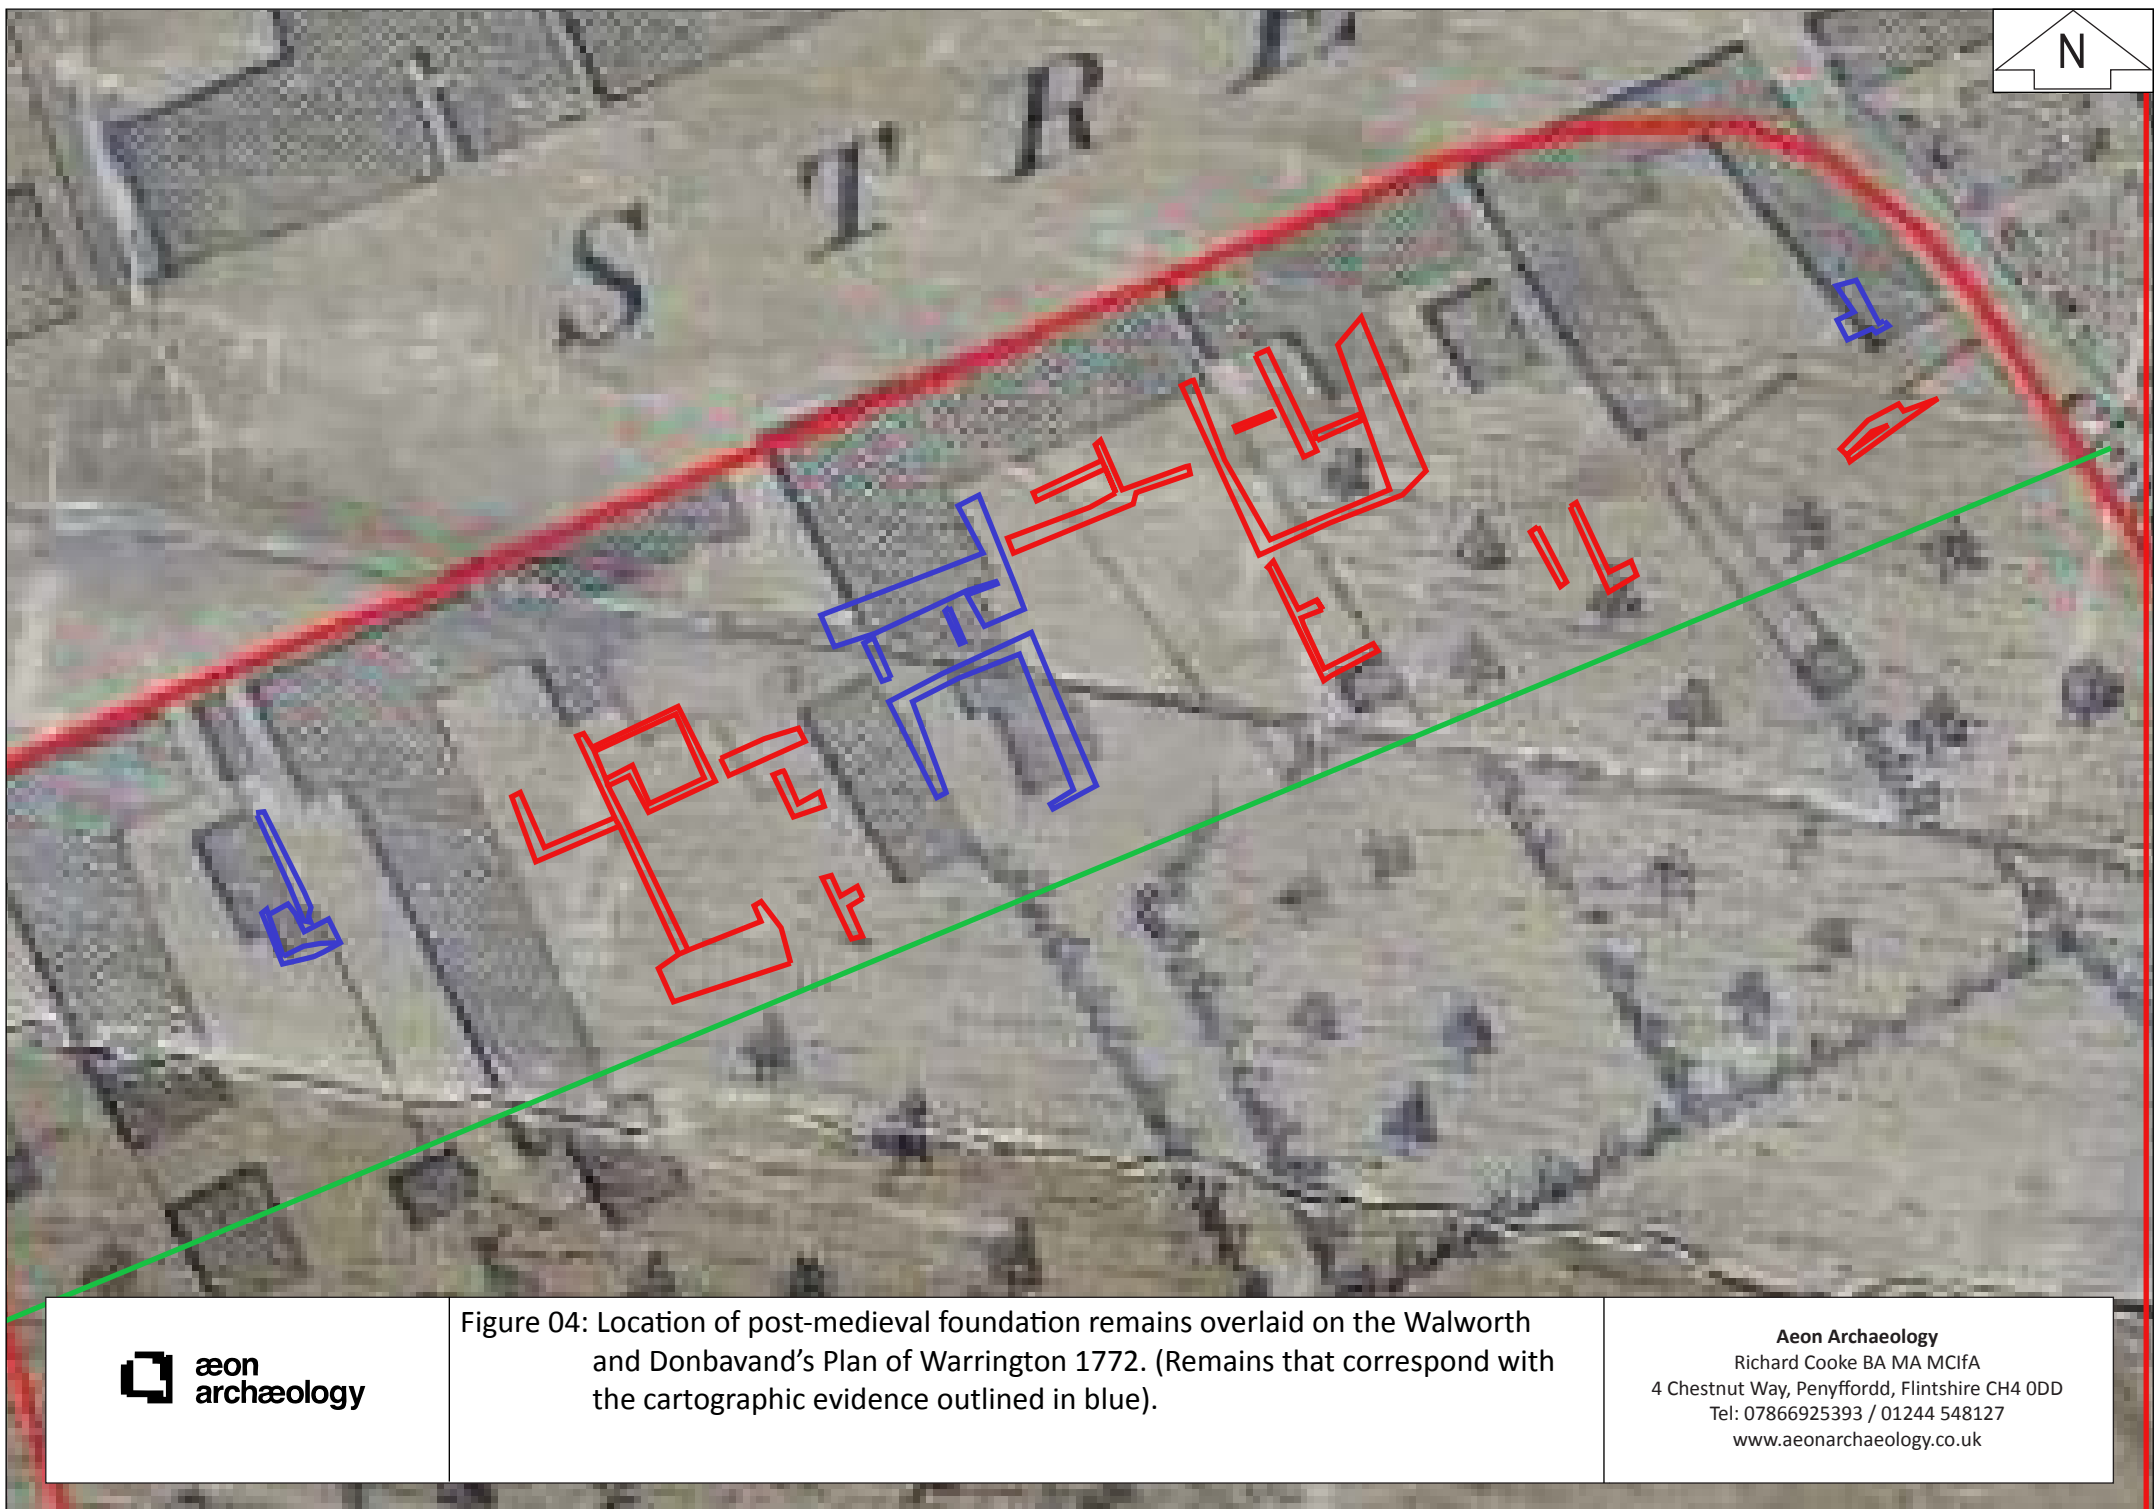 N
S T R E
æon
archæology
Figure 04: Location of post-medieval foundation remains overlaid on the Walworth
and Donbavand’s Plan of Warrington 1772. (Remains that correspond with
the cartographic evidence outlined in blue).
Aeon Archaeology
Richard Cooke BA MA MCIfA
4 Chestnut Way, Penyffordd, Flintshire CH4 0DD
Tel: 07866925393 / 01244 548127
www.aeonarchaeology.co.uk